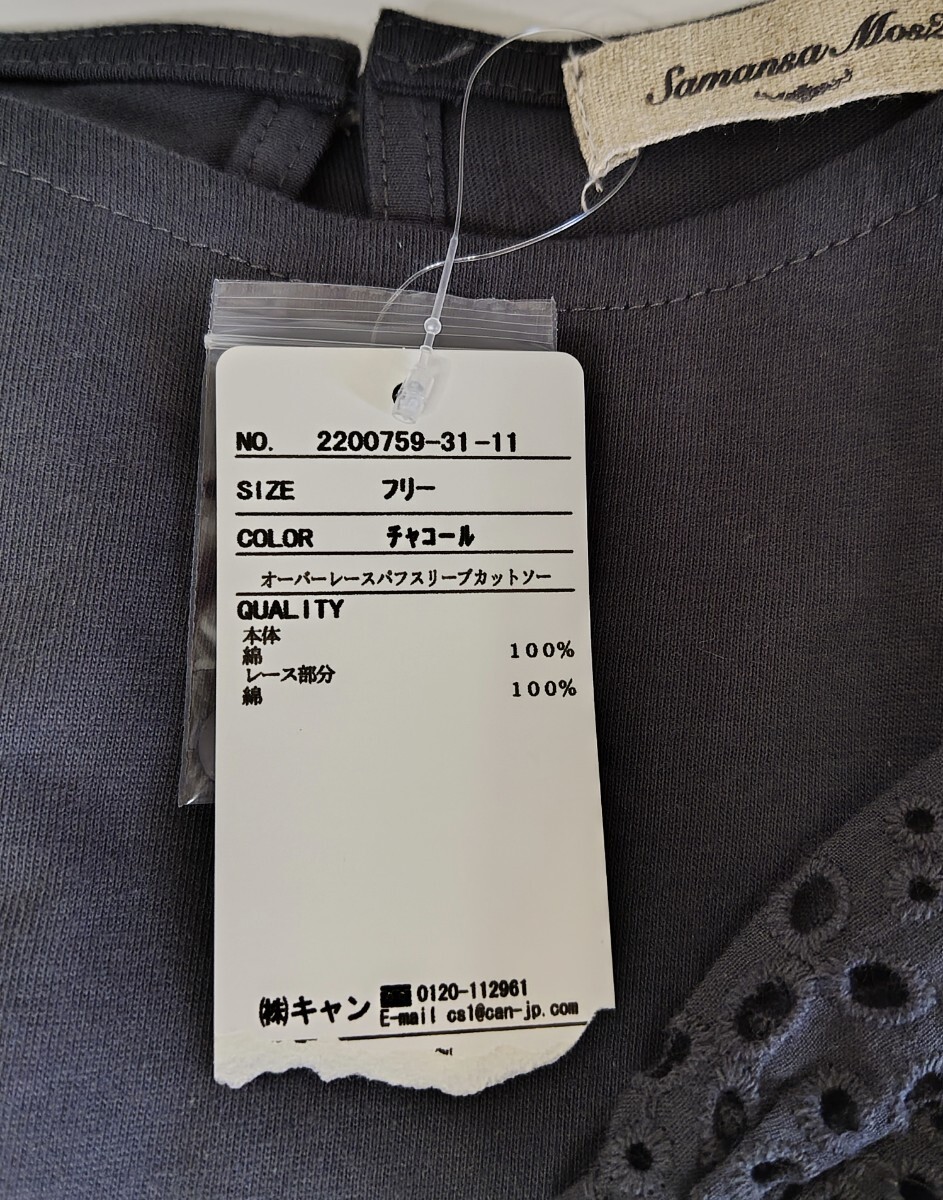 Samansa Mos2
NO. 2200759-31-11
SIZE フリー
COLOR チャコール
オーバーレースパフスリーブカットソー
QUALITY
本体
綿 100%
レース部分
綿 100%
㈱キャン 0120-112961
E-mail cs1@can-jp.com